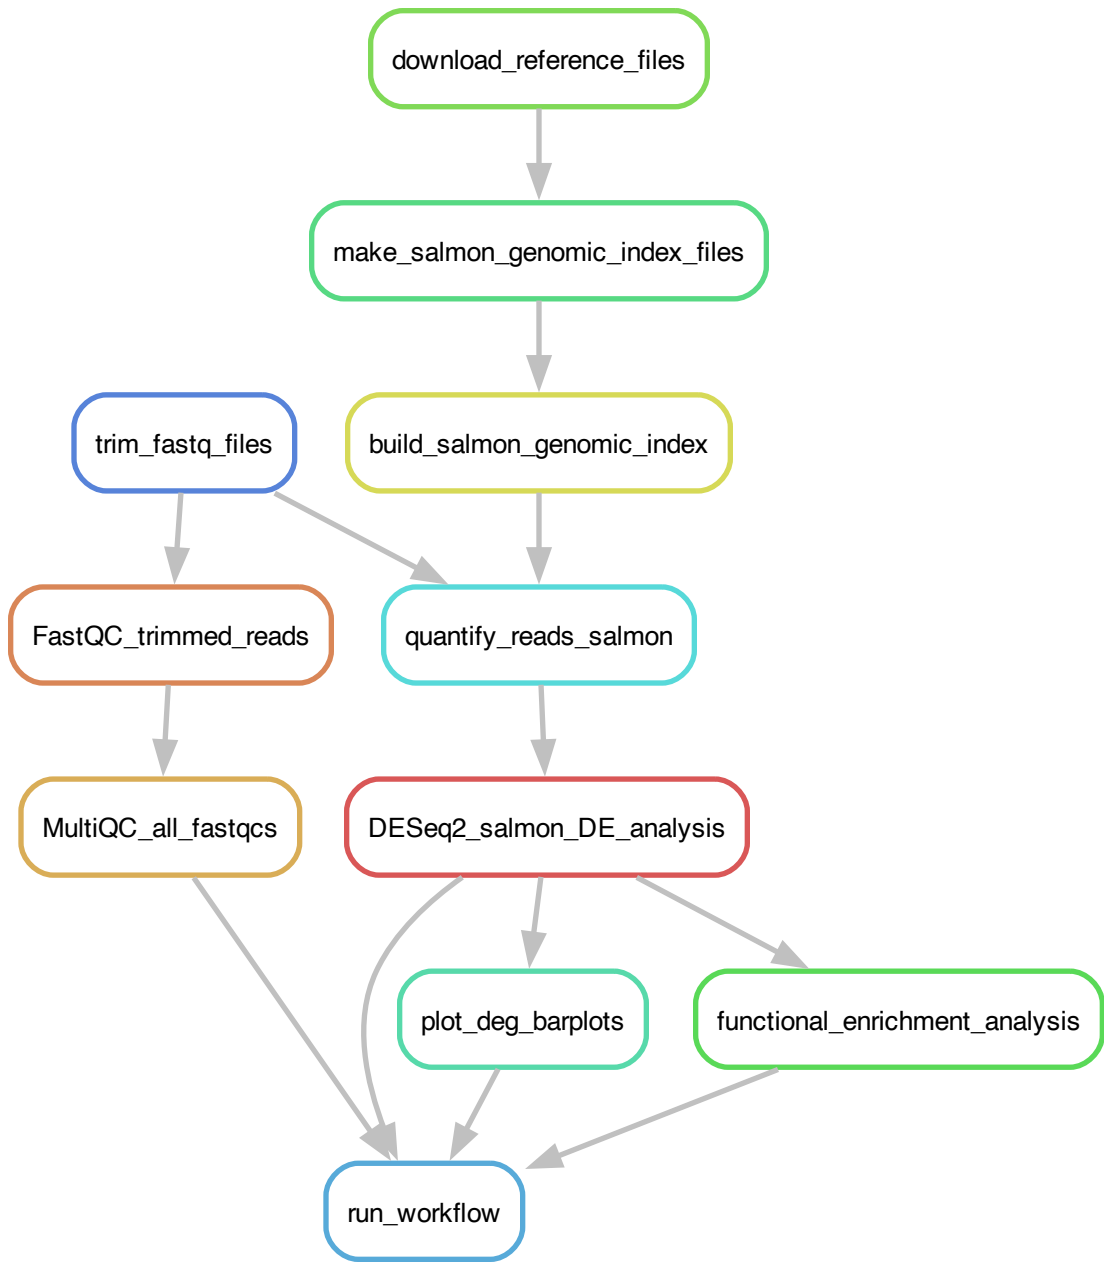 download_reference_files
make_salmon_genomic_index_files
trim_fastq_files
build_salmon_genomic_index
FastQC_trimmed_reads
quantify_reads_salmon
MultiQC_all_fastqcs
DESeq2_salmon_DE_analysis
plot_deg_barplots
functional_enrichment_analysis
run_workflow